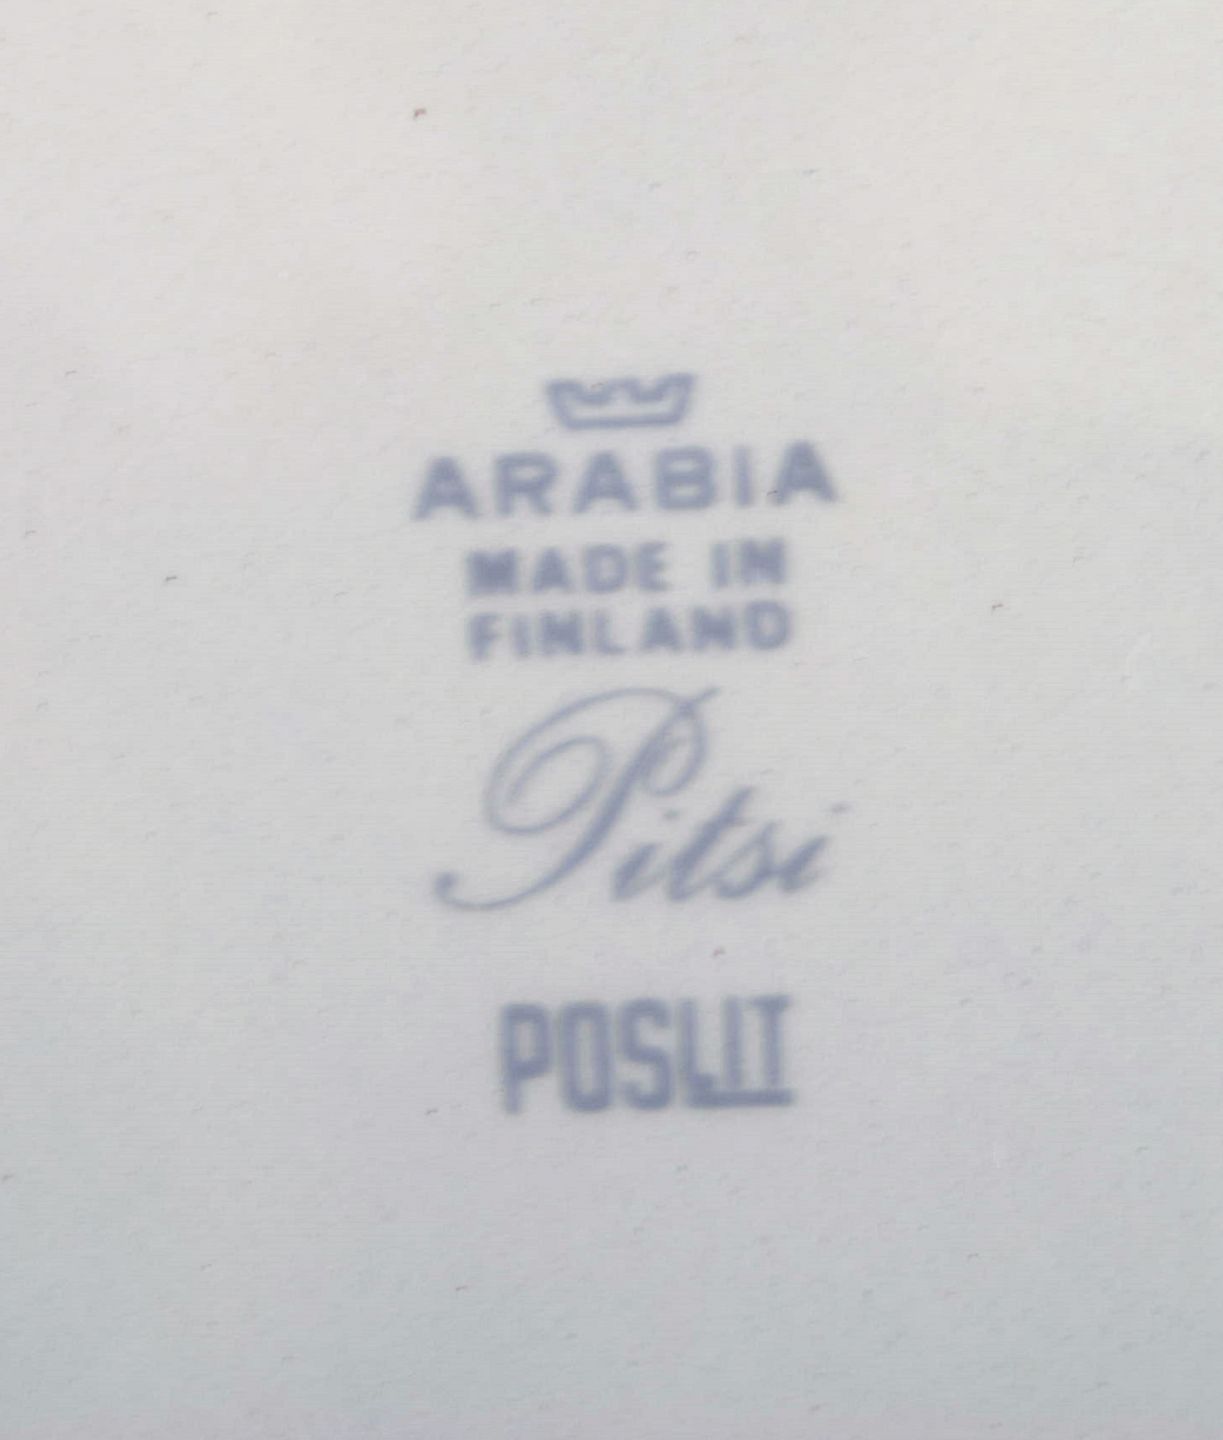 ARABIA
MADE IN
FINLAND
Pitsi
POSLIT